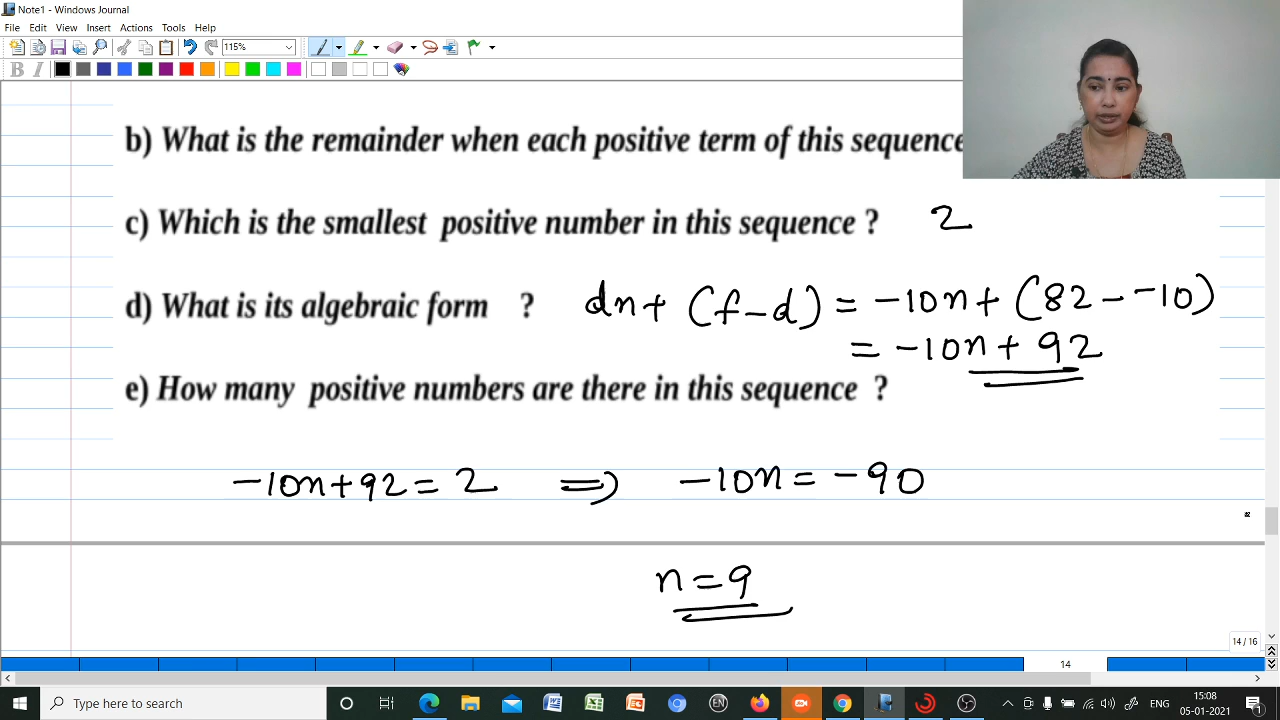 Note1 - Windows Journal
File Edit View Insert Actions Tools Help
115%
B I
b) What is the remainder when each positive term of this sequence
c) Which is the smallest positive number in this sequence ? 2
d) What is its algebraic form ? dn + (f-d) = -10n + (82 - -10)
= -10n + 92
e) How many positive numbers are there in this sequence ?
-10n+92 = 2 ⟹ -10n = -90
n = 9
14 / 16
14
Type here to search
ENG
15:08
05-01-2021